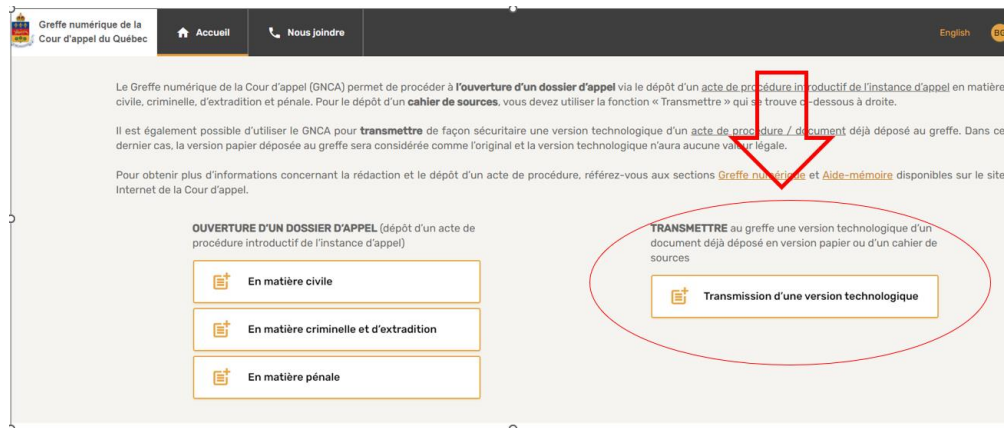 Greffe numérique de la
Cour d'appel du Québec
Accueil
Nous joindre
English
BG
Le Greffe numérique de la Cour d'appel (GNCA) permet de procéder à l'ouverture d'un dossier d'appel via le dépôt d'un acte de procédure introductif de l'instance d'appel en matière
civile, criminelle, d'extradition et pénale. Pour le dépôt d'un cahier de sources, vous devez utiliser la fonction « Transmettre » qui se trouve ci-dessous à droite.
Il est également possible d'utiliser le GNCA pour transmettre de façon sécuritaire une version technologique d'un acte de procédure / document déjà déposé au greffe. Dans ce
dernier cas, la version papier déposée au greffe sera considérée comme l'original et la version technologique n'aura aucune valeur légale.
Pour obtenir plus d'informations concernant la rédaction et le dépôt d'un acte de procédure, référez-vous aux sections Greffe numérique et Aide-mémoire disponibles sur le site
Internet de la Cour d'appel.
OUVERTURE D'UN DOSSIER D'APPEL (dépôt d'un acte de
procédure introductif de l'instance d'appel)
En matière civile
En matière criminelle et d'extradition
En matière pénale
TRANSMETTRE au greffe une version technologique d'un
document déjà déposé en version papier ou d'un cahier de
sources
Transmission d'une version technologique